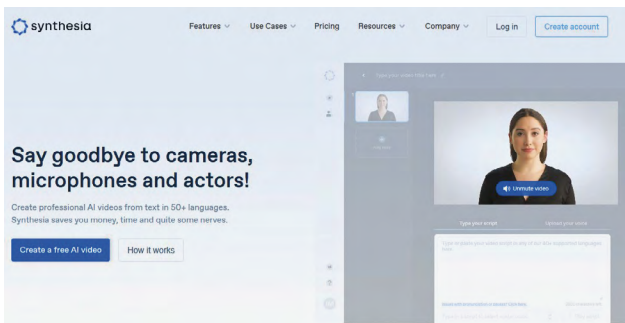 synthesia
Features
Use Cases
Pricing
Resources
Company
Log in
Create account
Say goodbye to cameras,
microphones and actors!
Create professional AI videos from text in 50+ languages.
Synthesia saves you money, time and quite some nerves.
Create a free AI video
How it works
Unmute video
Type your script
Upload your voice